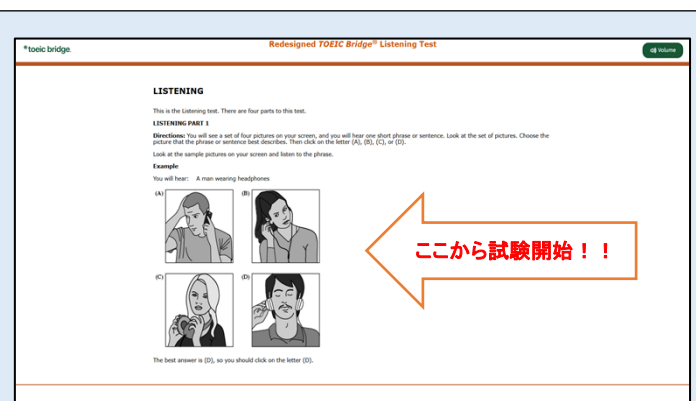 *toeic bridge.
Redesigned TOEIC Bridge® Listening Test
Volume
LISTENING
This is the Listening test. There are four parts to this test.
LISTENING PART 1
Directions: You will see a set of four pictures on your screen, and you will hear one short phrase or sentence. Look at the set of pictures. Choose the
picture that the phrase or sentence best describes. Then click on the letter (A), (B), (C), or (D).
Look at the sample pictures on your screen and listen to the phrase.
Example
You will hear: A man wearing headphones
(A)
(B)
ここから試験開始！！
(C)
(D)
The best answer is (D), so you should click on the letter (D).